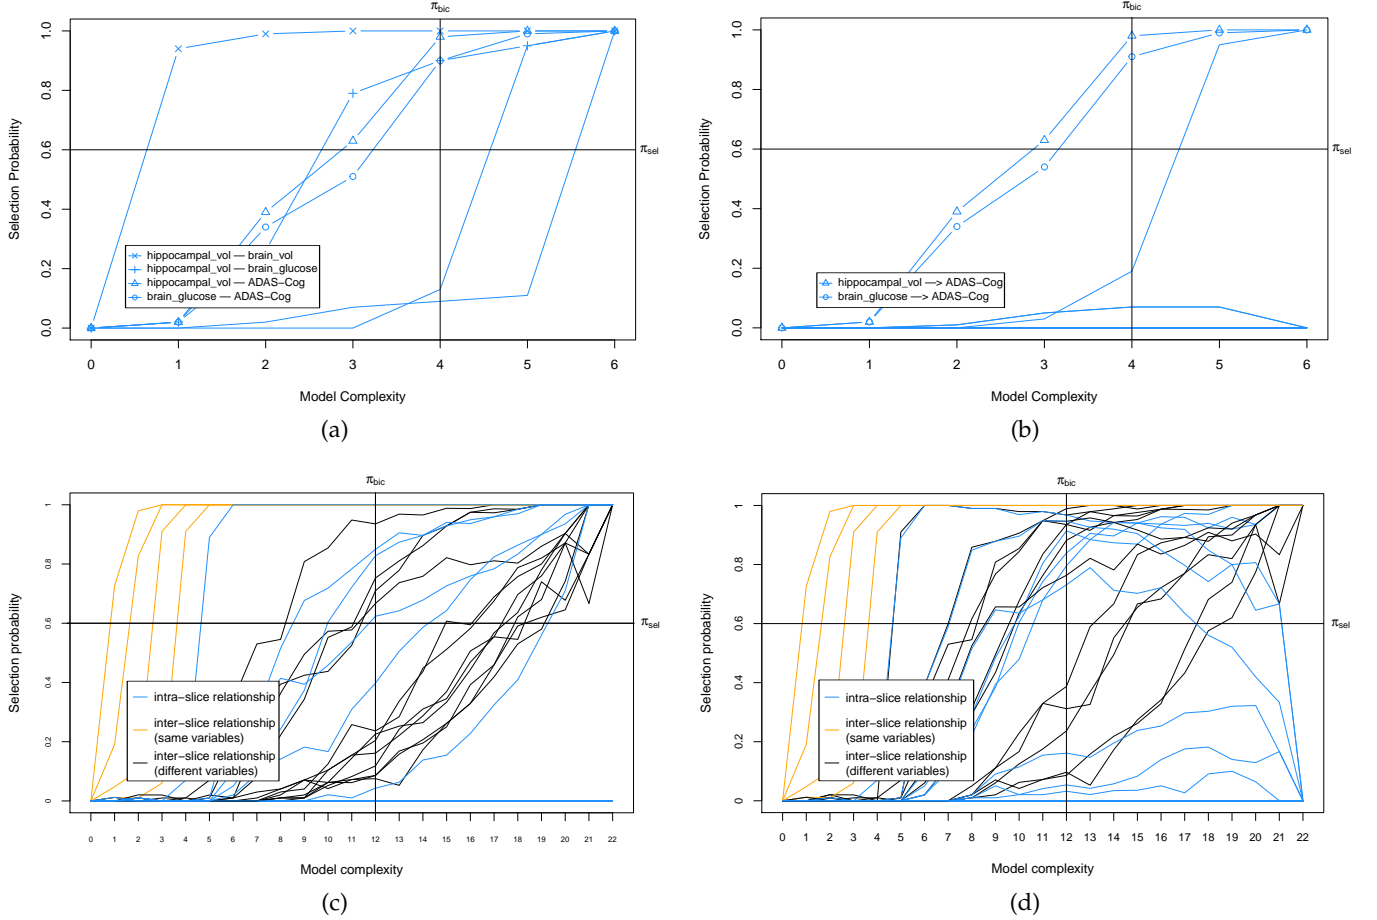 πbic
1.0
0.8
0.6
0.4
0.2
0.0
Selection Probability
πsel
hippocampal_vol — brain_vol
hippocampal_vol — brain_glucose
hippocampal_vol — ADAS−Cog
brain_glucose — ADAS−Cog
0 1 2 3 4 5 6
Model Complexity
(a)
πbic
1.0
0.8
0.6
0.4
0.2
0.0
Selection Probability
πsel
hippocampal_vol —> ADAS−Cog
brain_glucose —> ADAS−Cog
0 1 2 3 4 5 6
Model Complexity
(b)
πbic
1
0.8
0.6
0.4
0.2
0
Selection probability
πsel
intra−slice relationship
inter−slice relationship
(same variables)
inter−slice relationship
(different variables)
0 1 2 3 4 5 6 7 8 9 10 11 12 13 14 15 16 17 18 19 20 21 22
Model complexity
(c)
πbic
1
0.8
0.6
0.4
0.2
0
Selection probability
πsel
intra−slice relationship
inter−slice relationship
(same variables)
inter−slice relationship
(different variables)
0 1 2 3 4 5 6 7 8 9 10 11 12 13 14 15 16 17 18 19 20 21 22
Model complexity
(d)